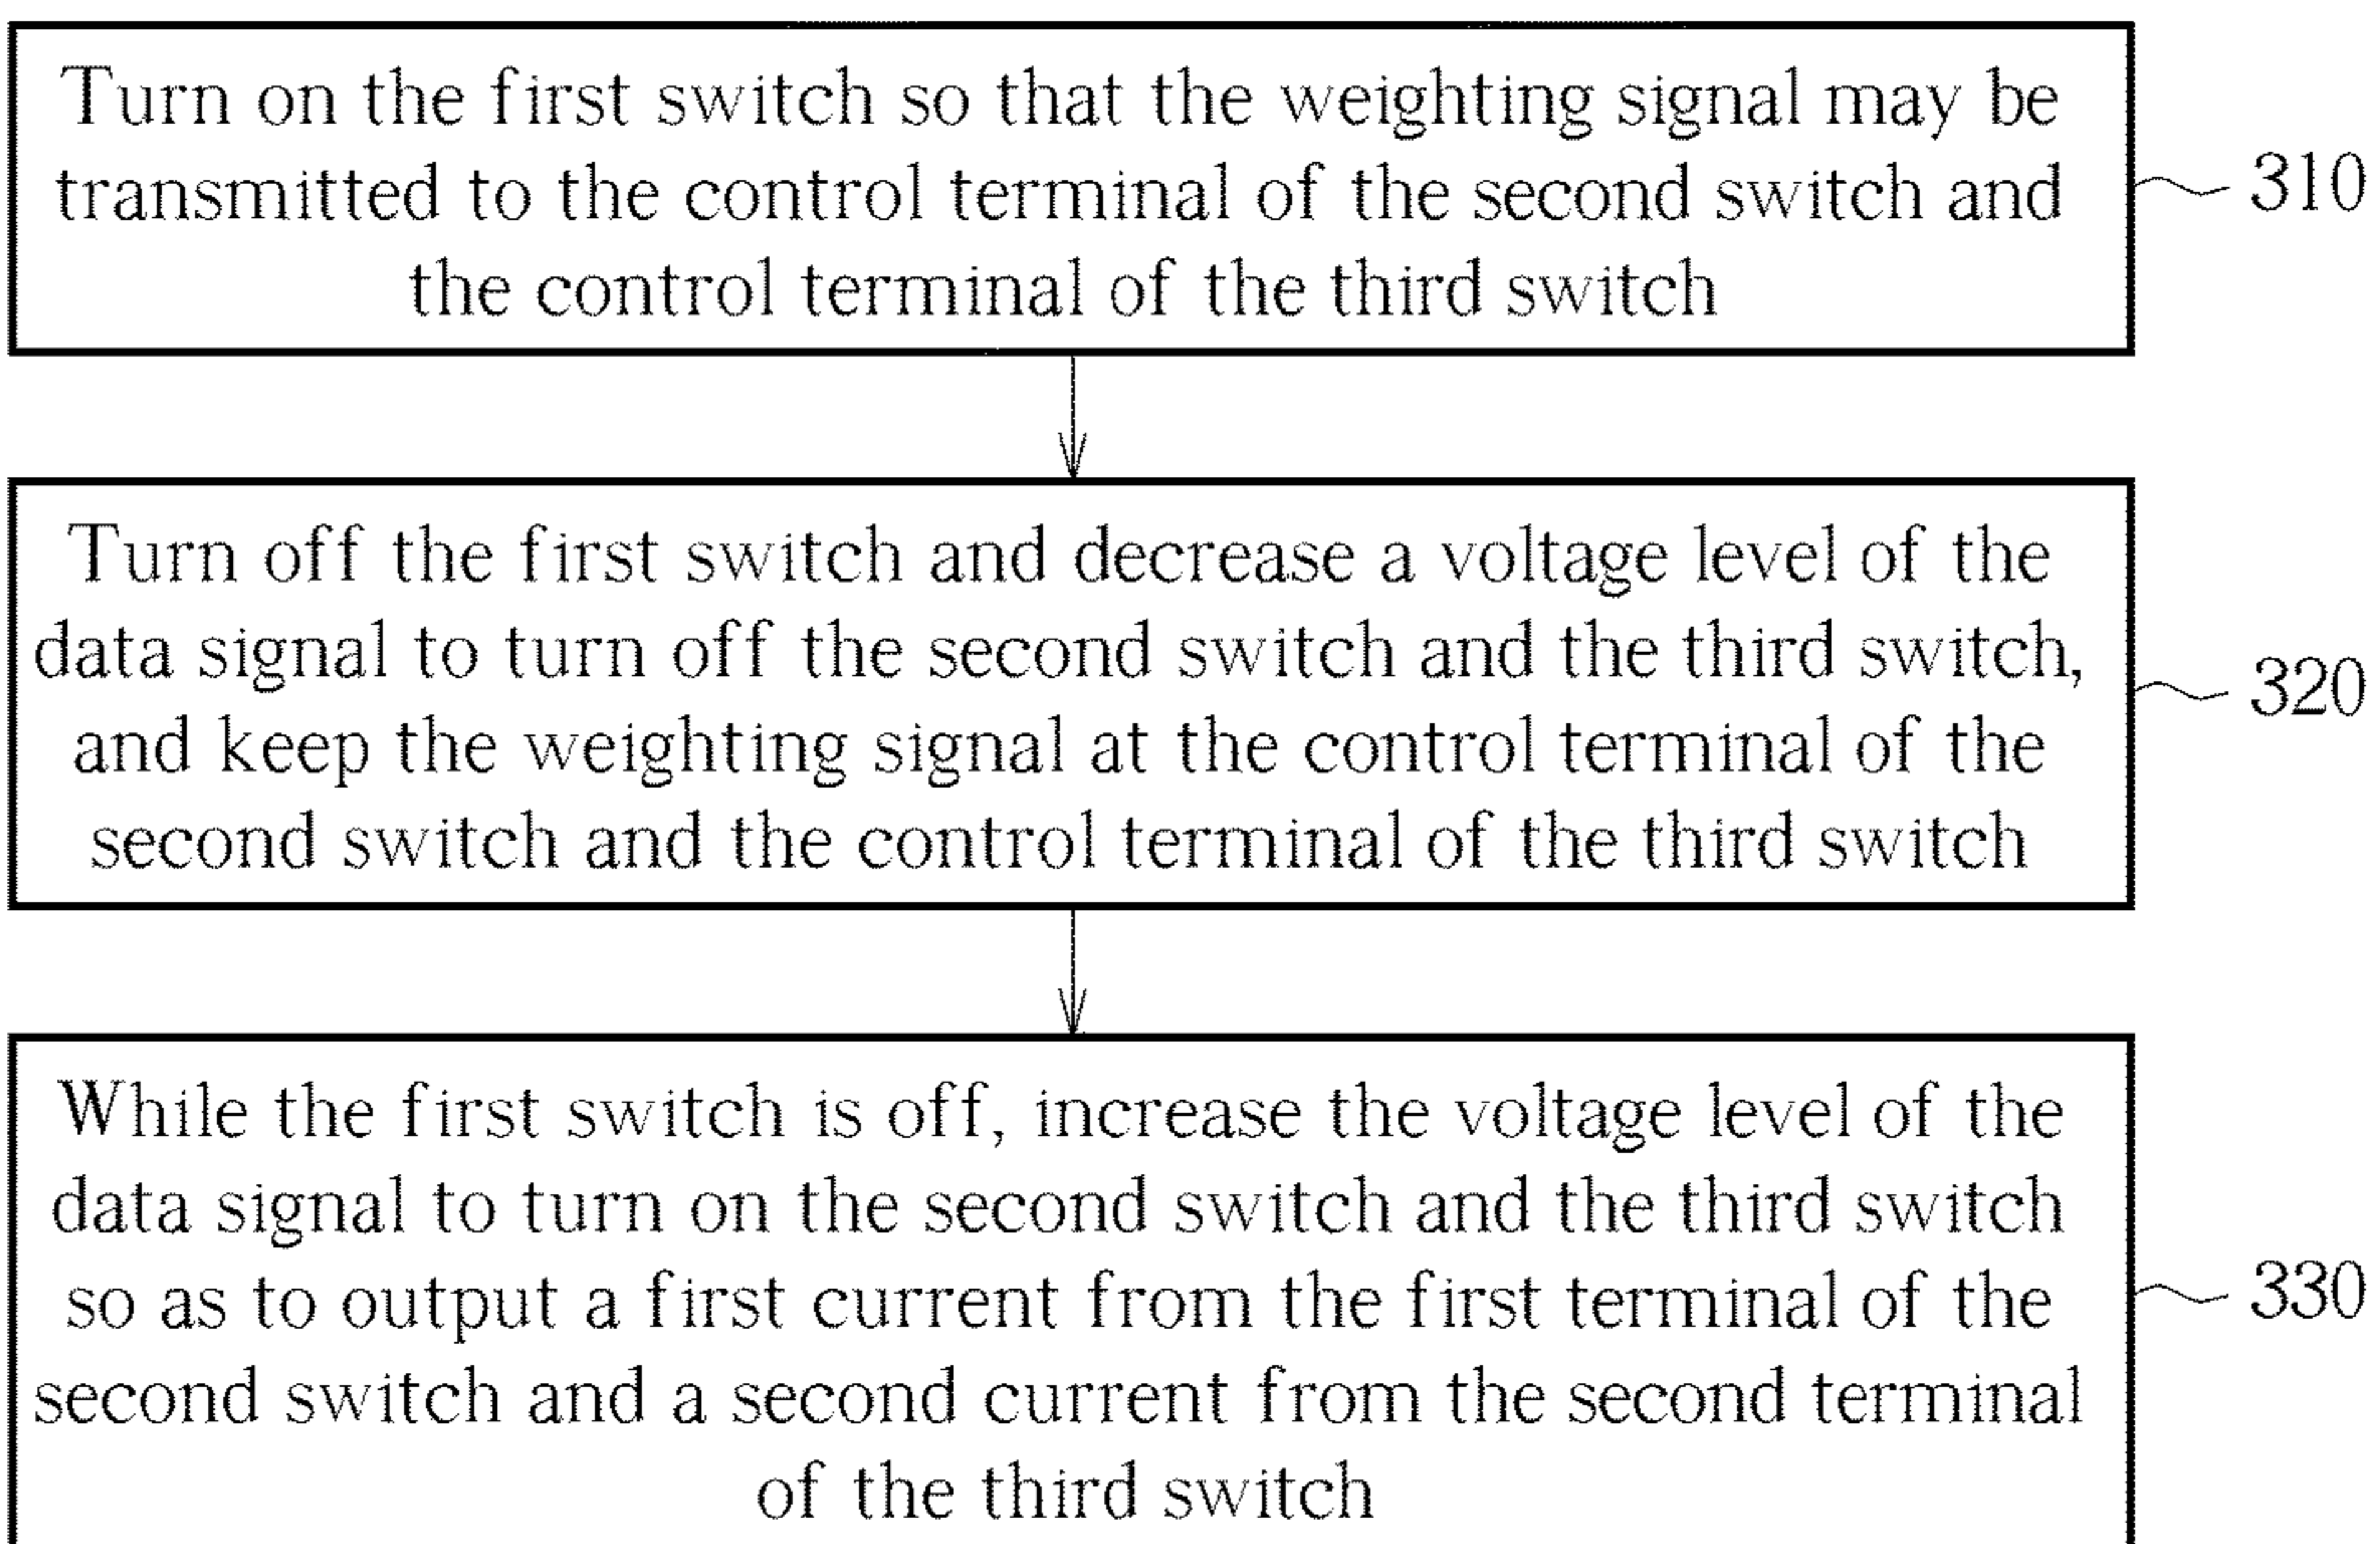 Turn on the first switch so that the weighting signal may be
transmitted to the control terminal of the second switch and
the control terminal of the third switch
310
Turn off the first switch and decrease a voltage level of the
data signal to turn off the second switch and the third switch,
and keep the weighting signal at the control terminal of the
second switch and the control terminal of the third switch
320
While the first switch is off, increase the voltage level of the
data signal to turn on the second switch and the third switch
so as to output a first current from the first terminal of the
second switch and a second current from the second terminal
of the third switch
330